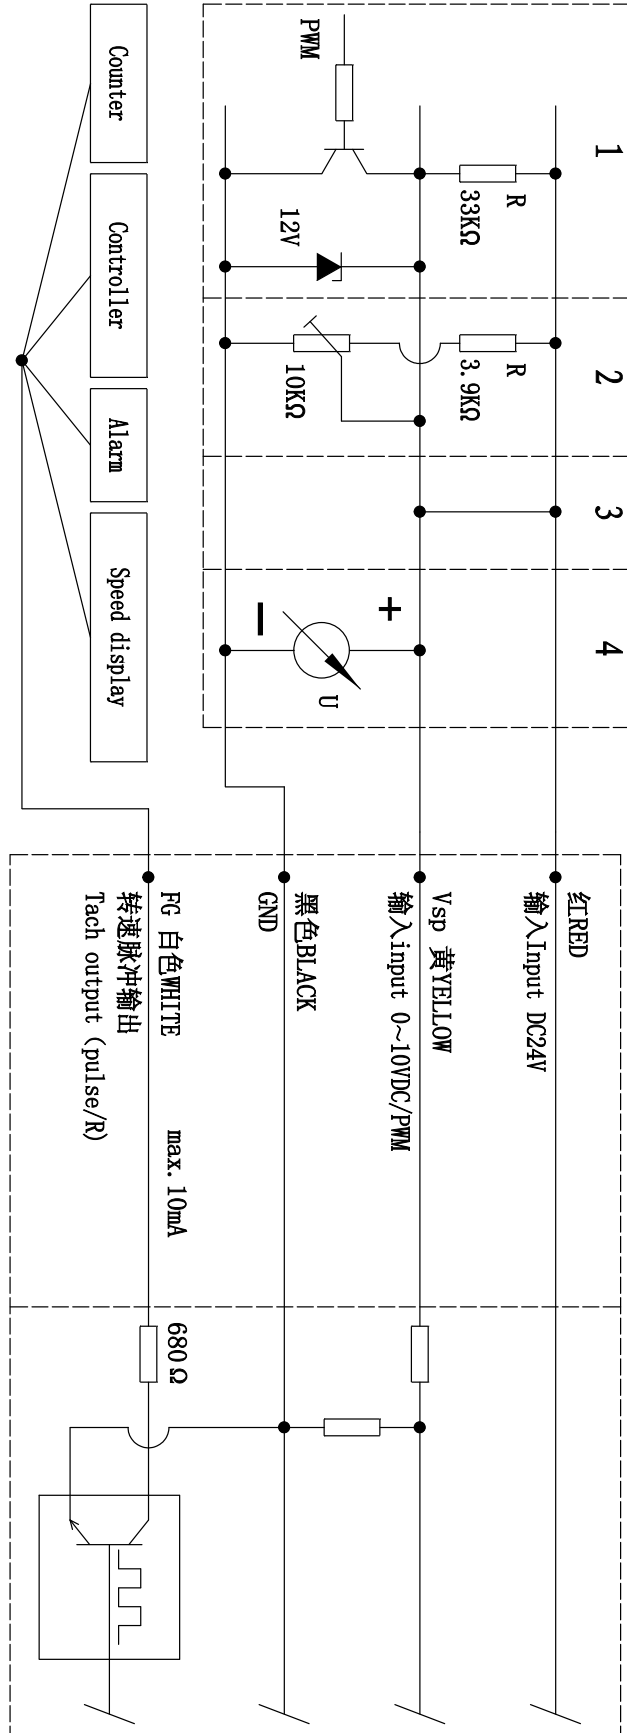 1
2
3
4
R
33KΩ
PWM
12V
R
3.9KΩ
10KΩ
+
−
U
Counter
Controller
Alarm
Speed display
红RED
输入Input DC24V
Vsp 黄YELLOW
输入input 0~10VDC/PWM
黑色BLACK
GND
FG 白色WHITE
转速脉冲输出
Tach output (pulse/R)
max. 10mA
680Ω